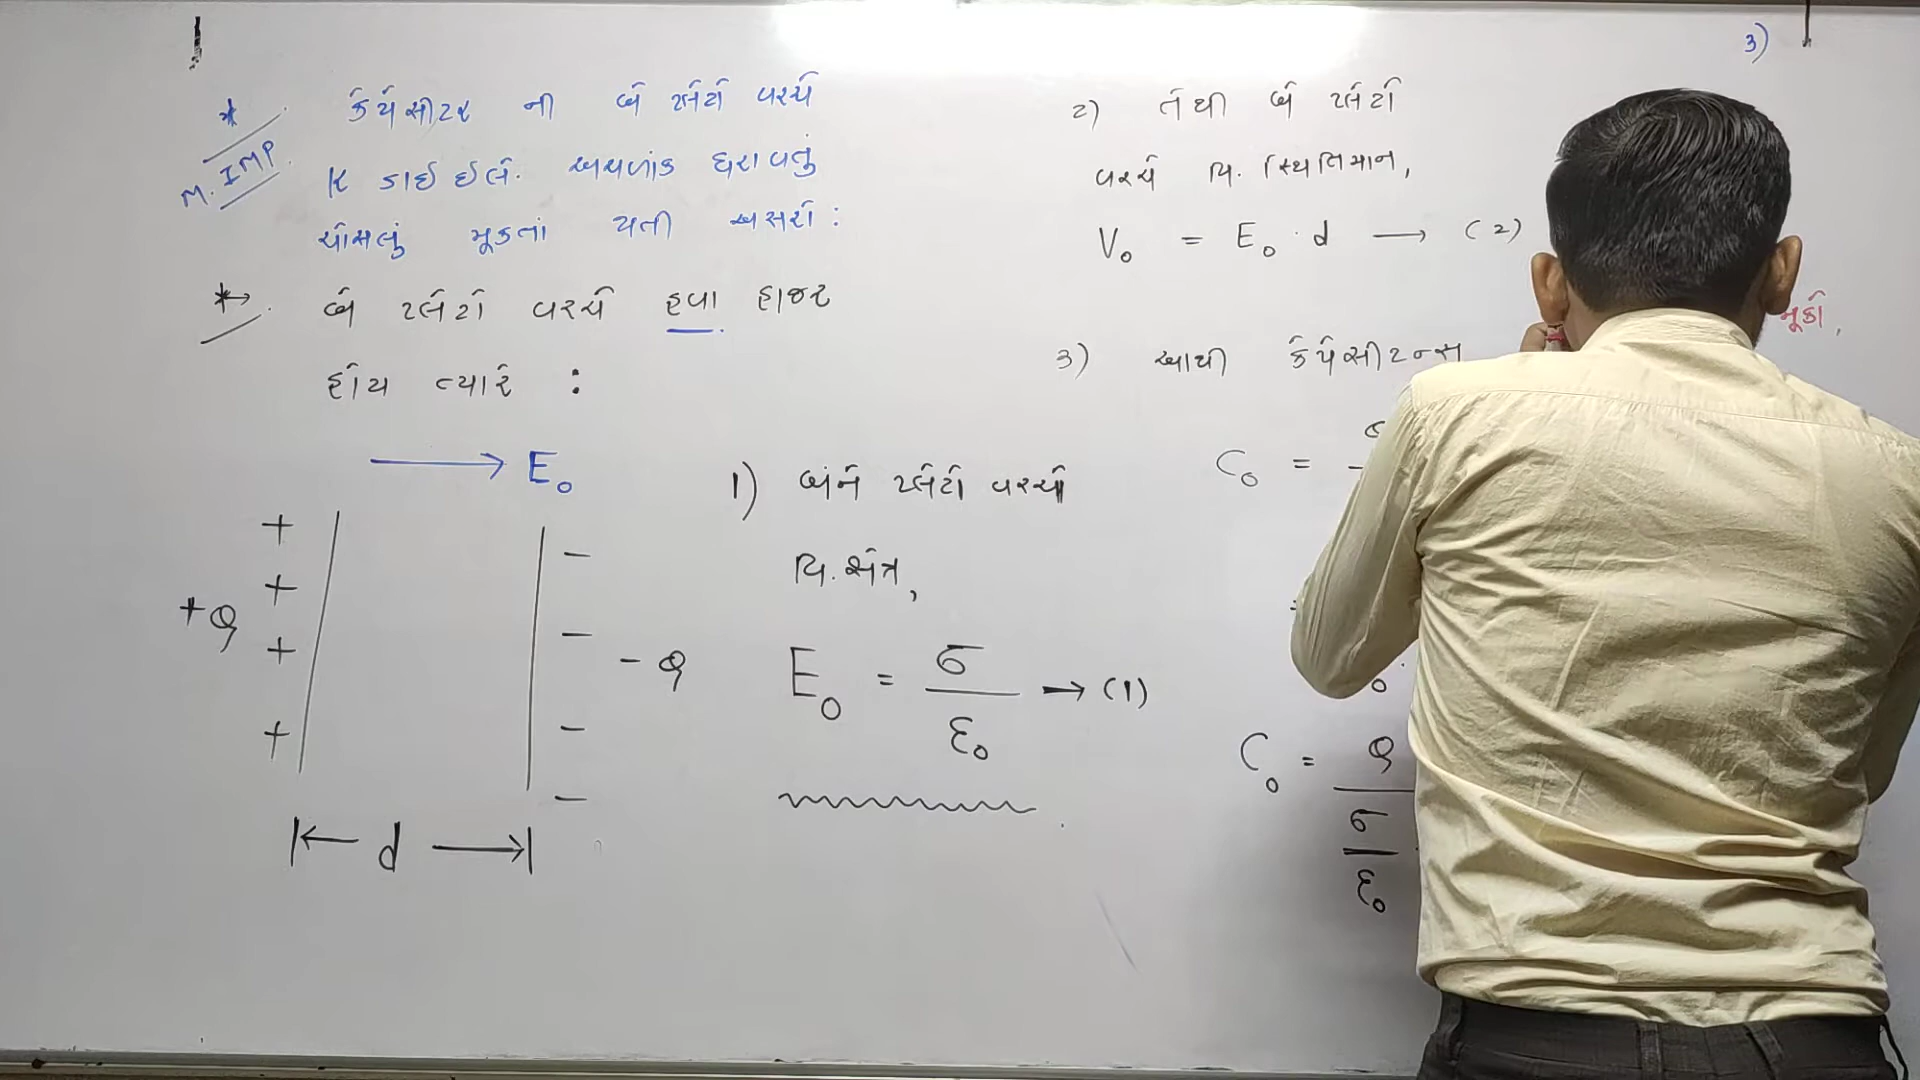 * કેપેસીટર ની બે પ્લેટો વચ્ચે
M. IMP.
K ડાઈ ઈલે. અચળાંક ધરાવતું
ચોસલું મૂકતાં થતી અસરો :
*→. બે પ્લેટો વચ્ચે હવા હાજર
હોય ત્યારે :
→ E₀
+ + + +
+Q
- - - -
- Q
|← d →|
1) બંને પ્લેટો વચ્ચે
વિ.ક્ષેત્ર,
E₀ = σ / ε₀ → (1)
2) તેથી બે પ્લેટો
વચ્ચે વિ. સ્થિતિમાન,
V₀ = E₀ · d → (2)
3) આથી કેપેસીટન્સ
C₀ =
C₀ = Q
σ/ε₀
3)
મૂકો,